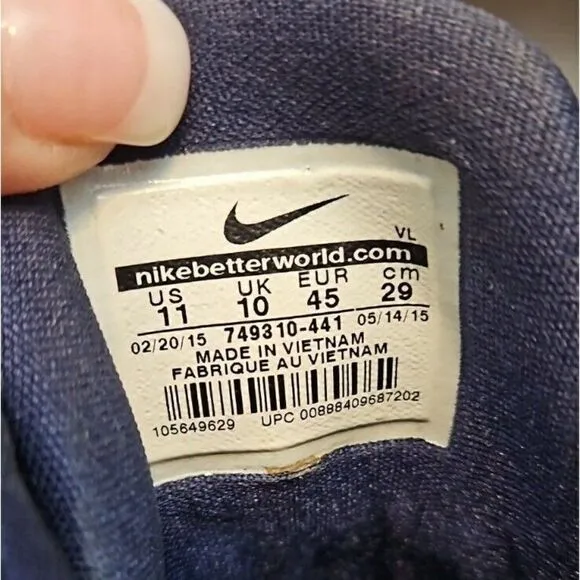 VL
nikebetterworld.com
US UK EUR cm
11 10 45 29
02/20/15 749310-441 05/14/15
MADE IN VIETNAM
FABRIQUE AU VIETNAM
105649629 UPC 00888409687202